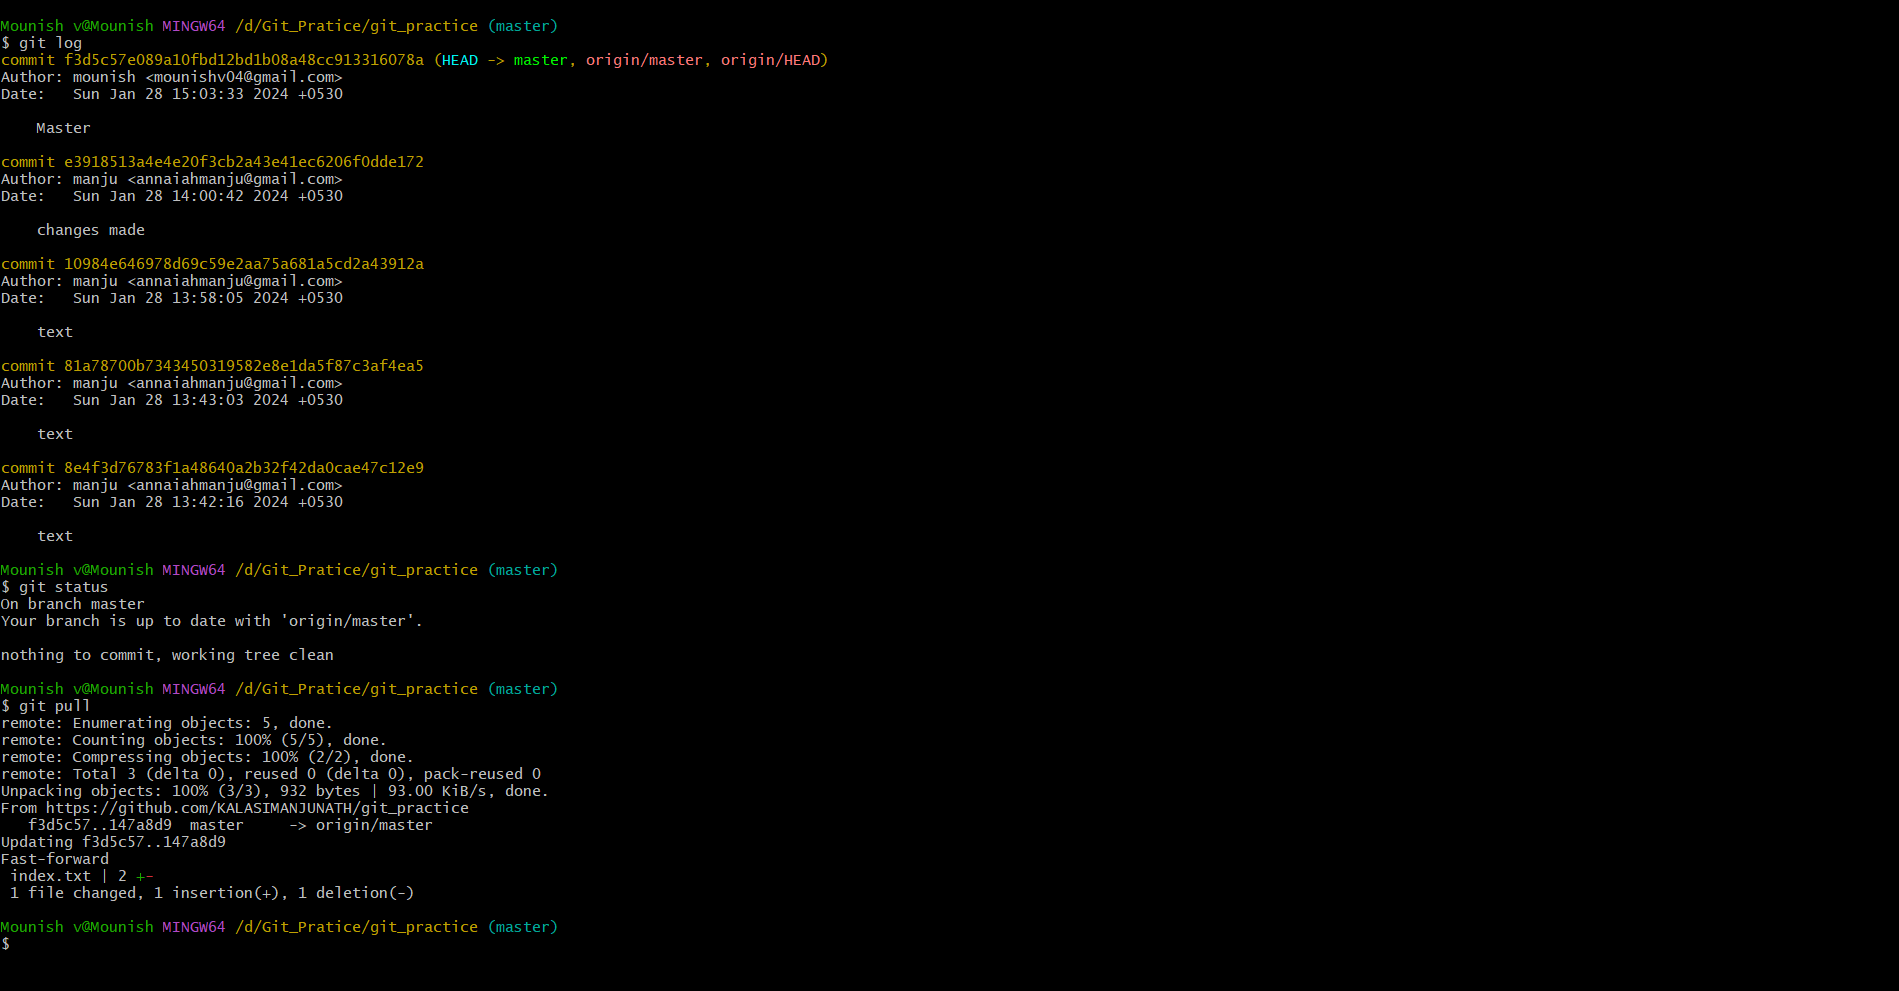 Mounish v@Mounish MINGW64 /d/Git_Pratice/git_practice (master)
$ git log
commit f3d5c57e089a10fbd12bd1b08a48cc913316078a (HEAD -> master, origin/master, origin/HEAD)
Author: mounish <mounishv04@gmail.com>
Date:   Sun Jan 28 15:03:33 2024 +0530

    Master

commit e3918513a4e4e20f3cb2a43e41ec6206f0dde172
Author: manju <annaiahmanju@gmail.com>
Date:   Sun Jan 28 14:00:42 2024 +0530

    changes made

commit 10984e646978d69c59e2aa75a681a5cd2a43912a
Author: manju <annaiahmanju@gmail.com>
Date:   Sun Jan 28 13:58:05 2024 +0530

    text

commit 81a78700b7343450319582e8e1da5f87c3af4ea5
Author: manju <annaiahmanju@gmail.com>
Date:   Sun Jan 28 13:43:03 2024 +0530

    text

commit 8e4f3d76783f1a48640a2b32f42da0cae47c12e9
Author: manju <annaiahmanju@gmail.com>
Date:   Sun Jan 28 13:42:16 2024 +0530

    text

Mounish v@Mounish MINGW64 /d/Git_Pratice/git_practice (master)
$ git status
On branch master
Your branch is up to date with 'origin/master'.

nothing to commit, working tree clean

Mounish v@Mounish MINGW64 /d/Git_Pratice/git_practice (master)
$ git pull
remote: Enumerating objects: 5, done.
remote: Counting objects: 100% (5/5), done.
remote: Compressing objects: 100% (2/2), done.
remote: Total 3 (delta 0), reused 0 (delta 0), pack-reused 0
Unpacking objects: 100% (3/3), 932 bytes | 93.00 KiB/s, done.
From https://github.com/KALASIMANJUNATH/git_practice
   f3d5c57..147a8d9  master     -> origin/master
Updating f3d5c57..147a8d9
Fast-forward
 index.txt | 2 +-
 1 file changed, 1 insertion(+), 1 deletion(-)

Mounish v@Mounish MINGW64 /d/Git_Pratice/git_practice (master)
$